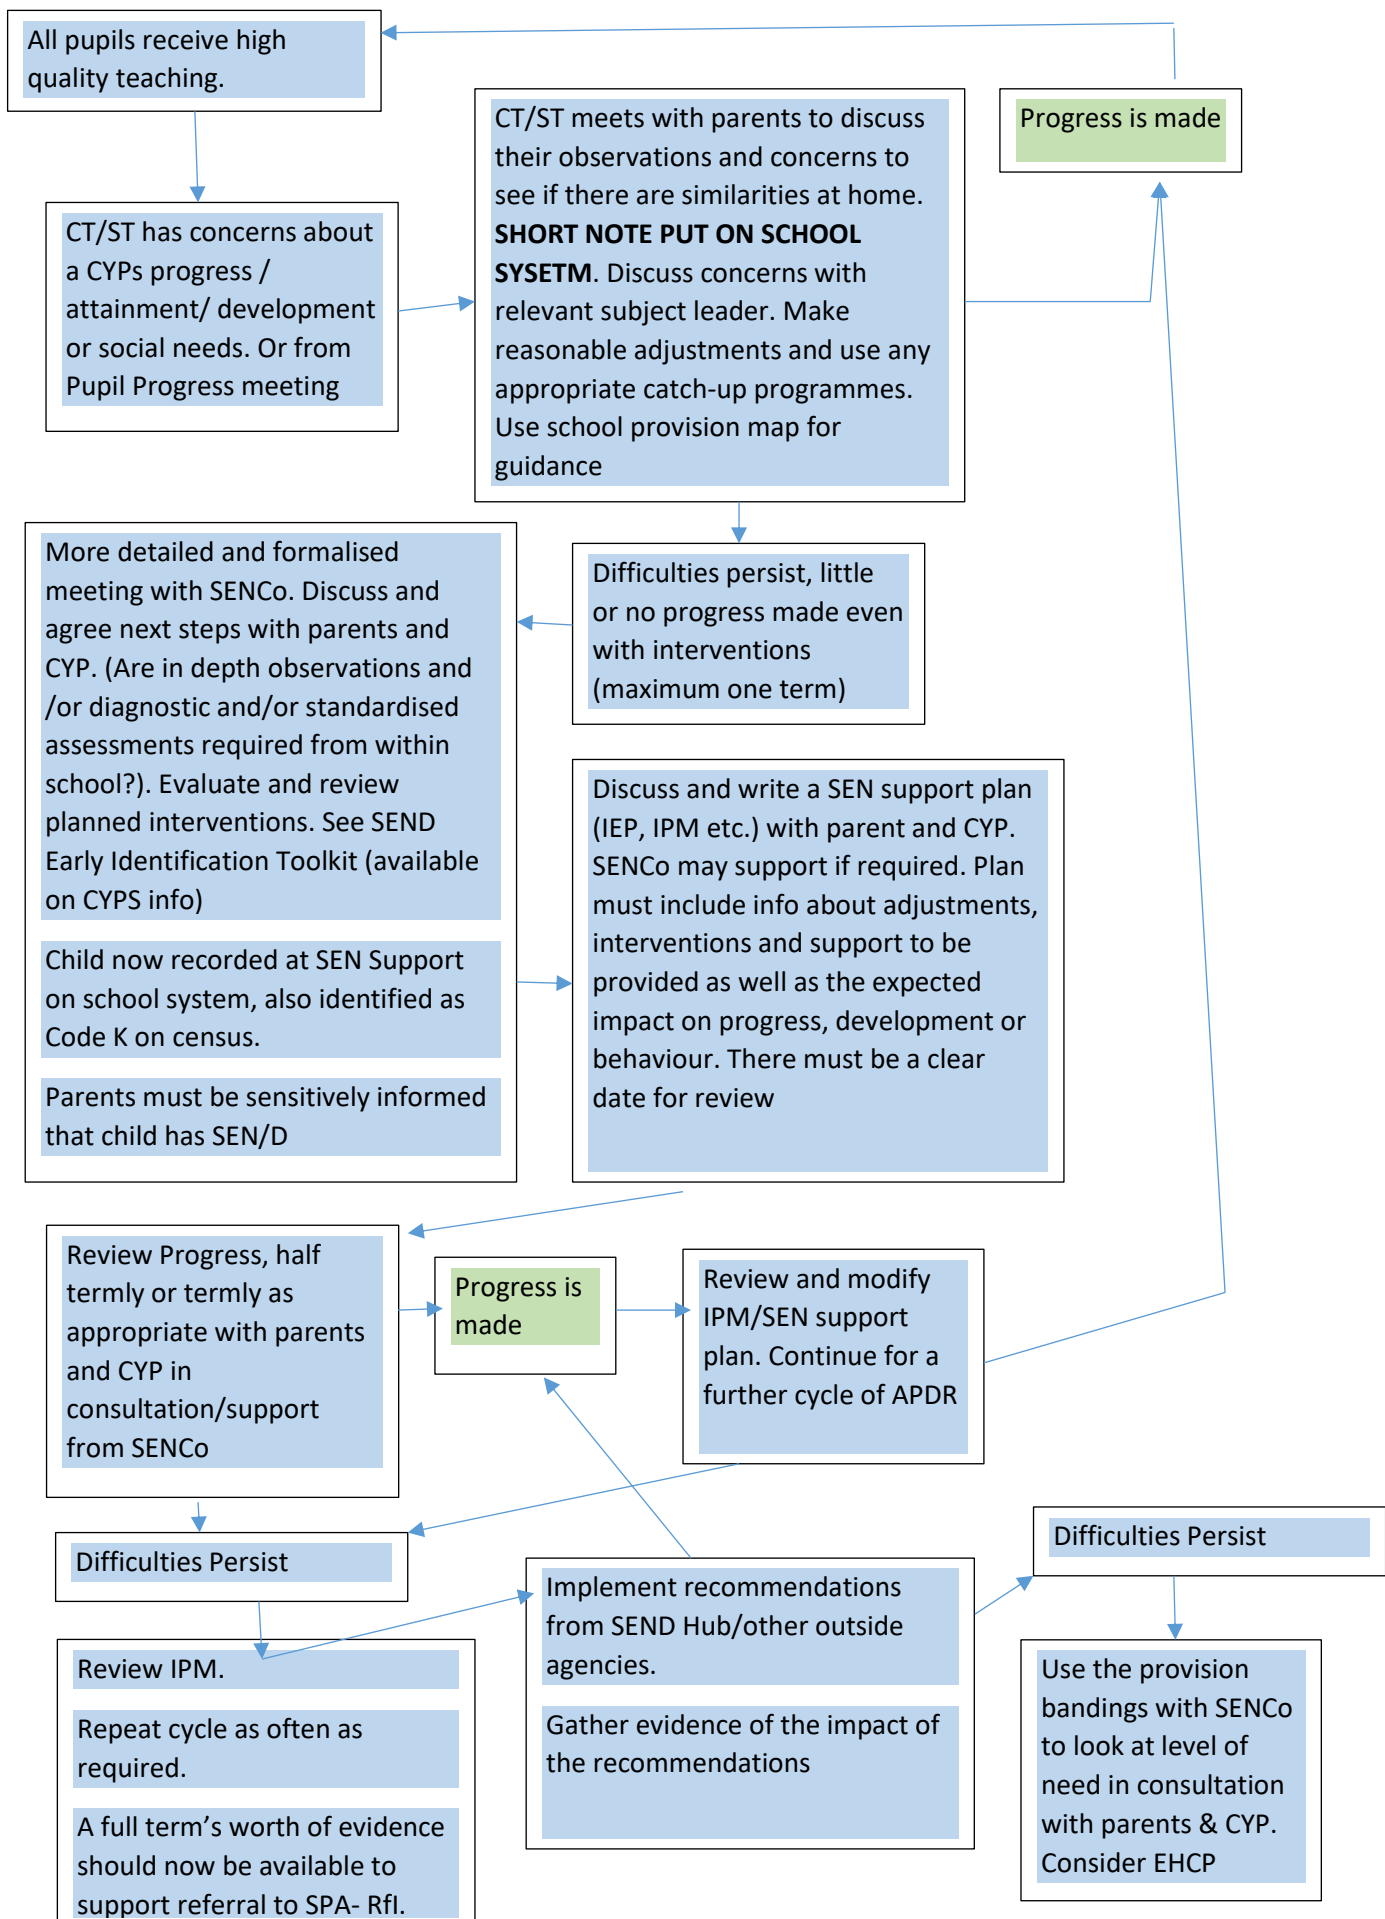 All pupils receive high
quality teaching.
Progress is made
CT/ST meets with parents to discuss
their observations and concerns to
see if there are similarities at home.
SHORT NOTE PUT ON SCHOOL
SYSETM. Discuss concerns with
relevant subject leader. Make
reasonable adjustments and use any
appropriate catch-up programmes.
Use school provision map for
guidance
CT/ST has concerns about
a CYPs progress /
attainment/ development
or social needs. Or from
Pupil Progress meeting
More detailed and formalised
meeting with SENCo. Discuss and
agree next steps with parents and
CYP. (Are in depth observations and
/or diagnostic and/or standardised
assessments required from within
school?). Evaluate and review
planned interventions. See SEND
Early Identification Toolkit (available
on CYPS info)
Child now recorded at SEN Support
on school system, also identified as
Code K on census.
Parents must be sensitively informed
that child has SEN/D
Difficulties persist, little
or no progress made even
with interventions
(maximum one term)
Discuss and write a SEN support plan
(IEP, IPM etc.) with parent and CYP.
SENCo may support if required. Plan
must include info about adjustments,
interventions and support to be
provided as well as the expected
impact on progress, development or
behaviour. There must be a clear
date for review
Review Progress, half
termly or termly as
appropriate with parents
and CYP in
consultation/support
from SENCo
Progress is
made
Review and modify
IPM/SEN support
plan. Continue for a
further cycle of APDR
Difficulties Persist
Difficulties Persist
Implement recommendations
from SEND Hub/other outside
agencies.
Gather evidence of the impact of
the recommendations
Review IPM.
Repeat cycle as often as
required.
A full term’s worth of evidence
should now be available to
support referral to SPA- RfI.
Use the provision
bandings with SENCo
to look at level of
need in consultation
with parents & CYP.
Consider EHCP